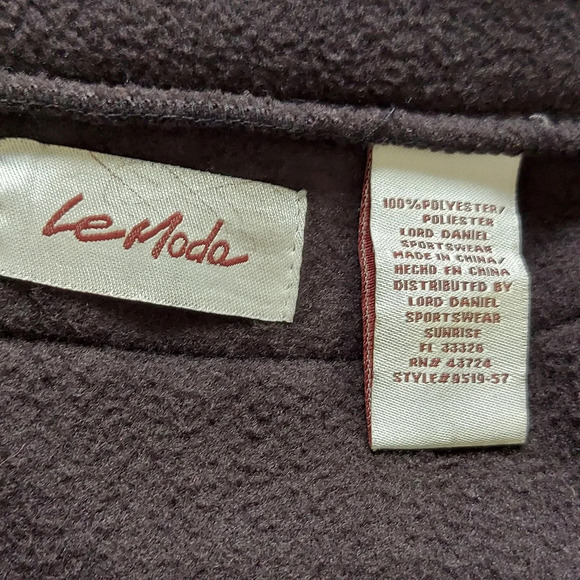 Le Moda
100%POLYESTER/
POLIESTER
LORD DANIEL
SPORTSWEAR
MADE IN CHINA/
HECHO EN CHINA
DISTRIBUTED BY
LORD DANIEL
SPORTSWEAR
SUNRISE
FL 33326
RN# 43724
STYLE#8519-57